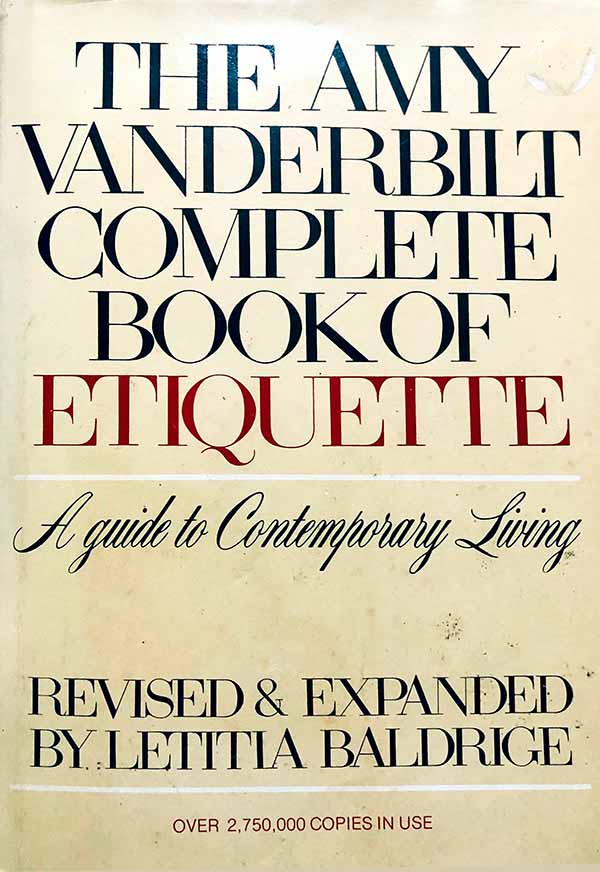 THE AMY
VANDERBILT
COMPLETE
BOOK OF
ETIQUETTE
A guide to Contemporary Living
REVISED & EXPANDED
BY LETITIA BALDRIGE
OVER 2,750,000 COPIES IN USE